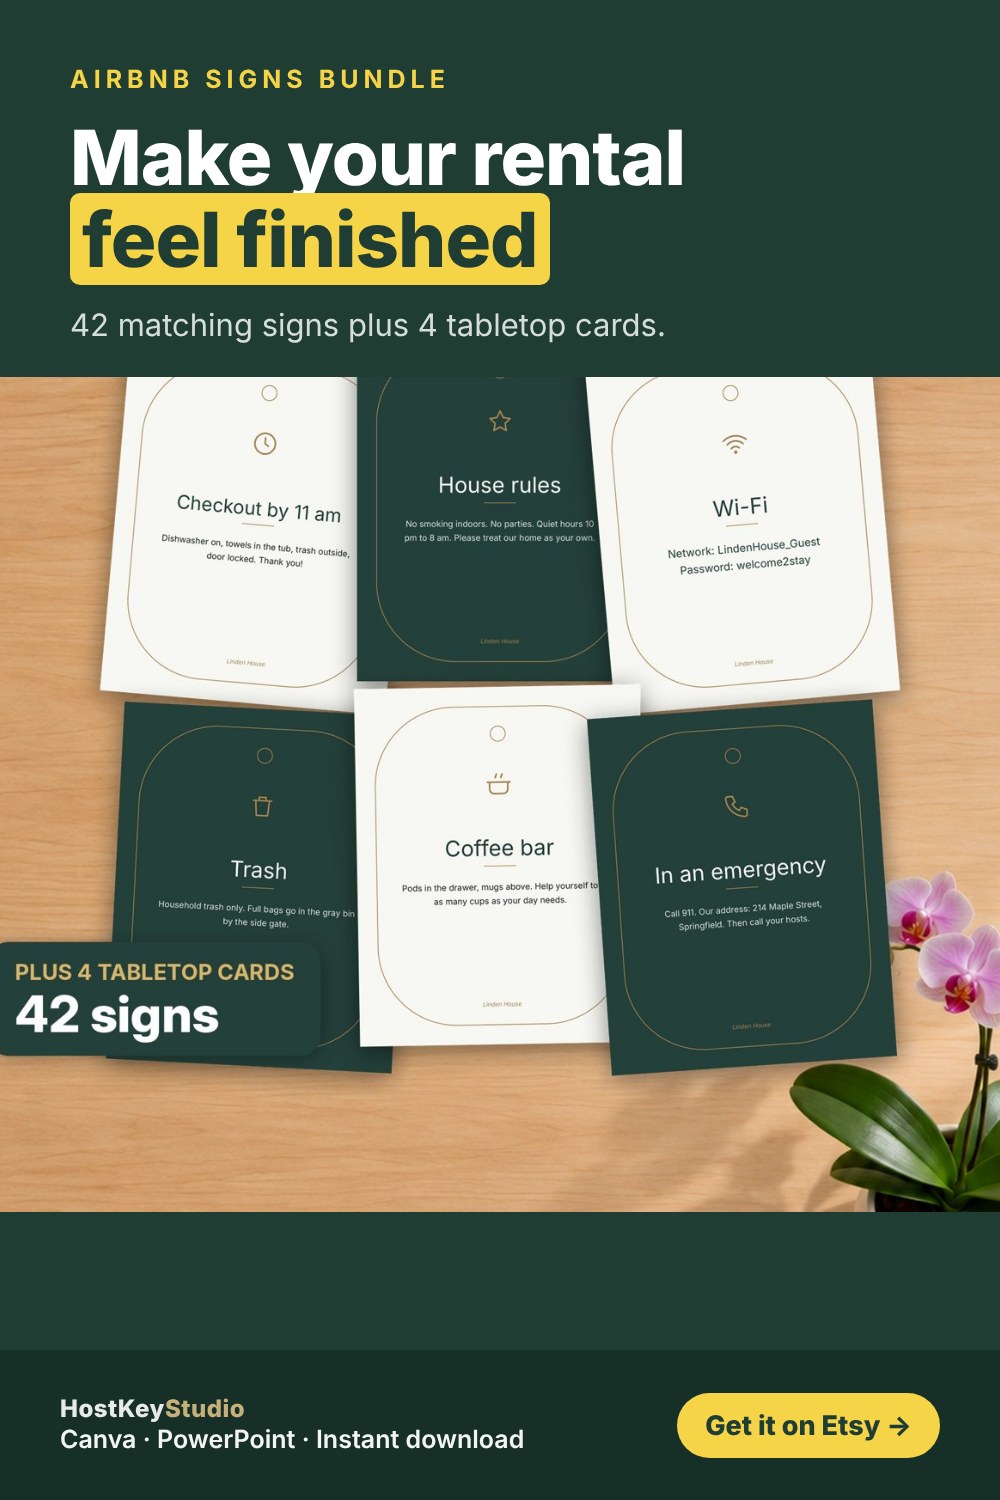 AIRBNB SIGNS BUNDLE
Make your rental
feel finished
42 matching signs plus 4 tabletop cards.
Checkout by 11 am
Dishwasher on, towels in the tub, trash outside,
door locked. Thank you!
Linden House
House rules
No smoking indoors. No parties. Quiet hours 10
pm to 8 am. Please treat our home as your own.
Linden House
Wi-Fi
Network: LindenHouse_Guest
Password: welcome2stay
Linden House
Trash
Household trash only. Full bags go in the gray bin
by the side gate.
Coffee bar
Pods in the drawer, mugs above. Help yourself to
as many cups as your day needs.
Linden House
In an emergency
Call 911. Our address: 214 Maple Street,
Springfield. Then call your hosts.
Linden House
PLUS 4 TABLETOP CARDS
42 signs
HostKeyStudio
Canva · PowerPoint · Instant download
Get it on Etsy →